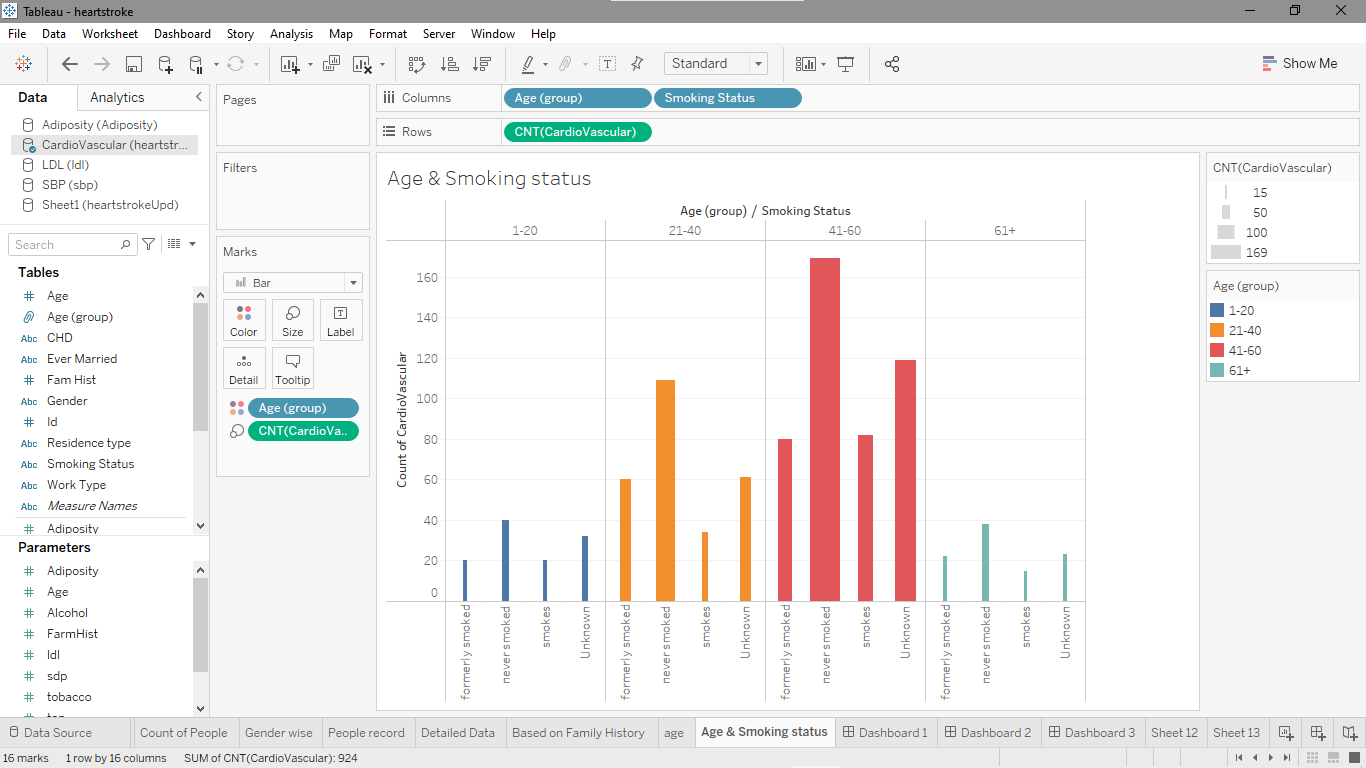 Tableau - heartstroke
File Data Worksheet Dashboard Story Analysis Map Format Server Window Help
Standard
Show Me
Data Analytics
Adiposity (Adiposity)
CardioVascular (heartstr...
LDL (ldl)
SBP (sbp)
Sheet1 (heartstrokeUpd)
Search
Tables
Age
Age (group)
Abc CHD
Abc Ever Married
Fam Hist
Abc Gender
Id
Abc Residence type
Abc Smoking Status
Abc Work Type
Abc Measure Names
Adiposity
Parameters
Adiposity
Age
Alcohol
FarmHist
ldl
sdp
tobacco
Pages
Filters
Marks
Bar
Color Size Label
Detail Tooltip
Age (group)
CNT(CardioVa..
Columns Age (group) Smoking Status
Rows CNT(CardioVascular)
Age & Smoking status
Age (group) / Smoking Status
1-20 21-40 41-60 61+
Count of CardioVascular
160
140
120
100
80
60
40
20
0
formerly smoked never smoked smokes Unknown formerly smoked never smoked smokes Unknown formerly smoked never smoked smokes Unknown formerly smoked never smoked smokes Unknown
CNT(CardioVascular)
15
50
100
169
Age (group)
1-20
21-40
41-60
61+
Data Source Count of People Gender wise People record Detailed Data Based on Family History age Age & Smoking status Dashboard 1 Dashboard 2 Dashboard 3 Sheet 12 Sheet 13
16 marks 1 row by 16 columns SUM of CNT(CardioVascular): 924